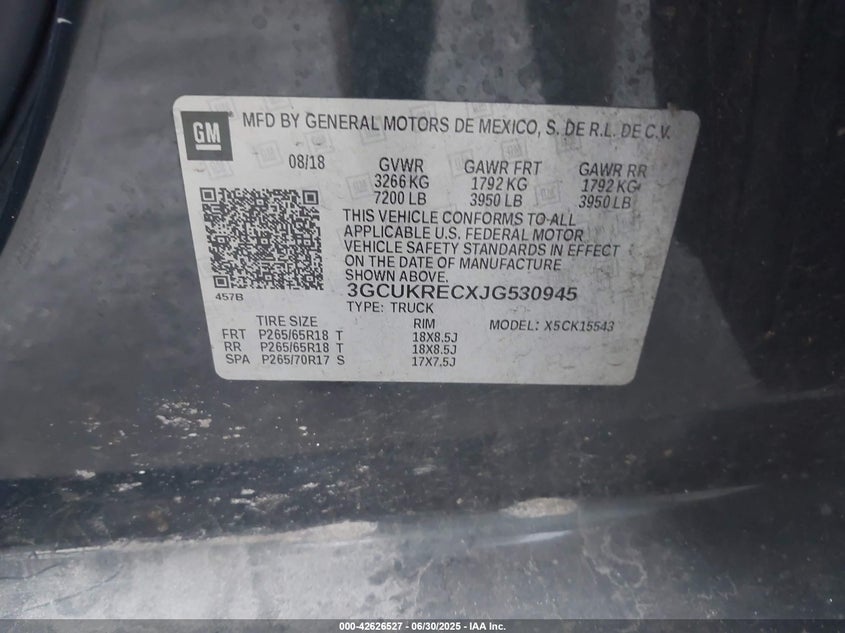 GM
MFD BY GENERAL MOTORS DE MEXICO, S. DE R.L. DE C.V.
08/18 GVWR GAWR FRT GAWR RR
3266 KG 1792 KG 1792 KG
7200 LB 3950 LB 3950 LB
THIS VEHICLE CONFORMS TO ALL
APPLICABLE U.S. FEDERAL MOTOR
VEHICLE SAFETY STANDARDS IN EFFECT
ON THE DATE OF MANUFACTURE
SHOWN ABOVE.
457B
3GCUKRECXJG530945
TYPE: TRUCK
TIRE SIZE RIM MODEL: X5CK15543
FRT P265/65R18 T 18X8.5J
RR P265/65R18 T 18X8.5J
SPA P265/70R17 S 17X7.5J
000-42626527 - 06/30/2025 - IAA Inc.